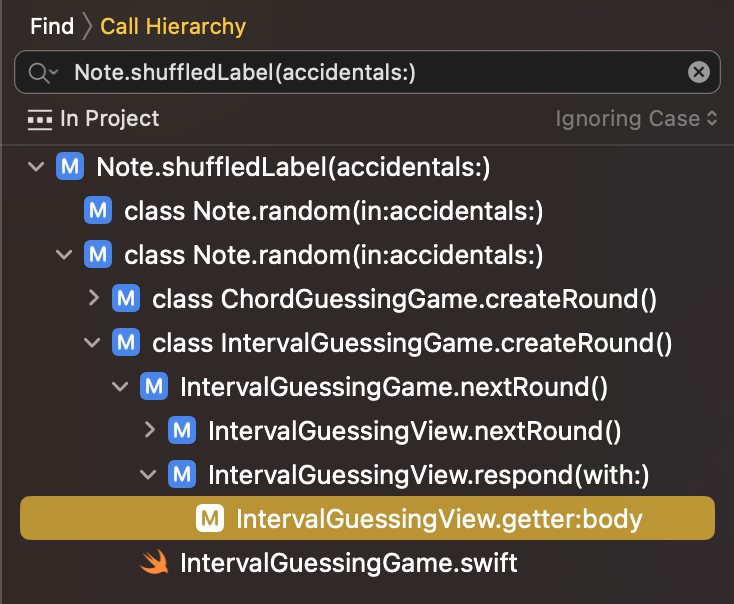 Find 〉Call Hierarchy
Note.shuffledLabel(accidentals:)
In Project Ignoring Case
M Note.shuffledLabel(accidentals:)
M class Note.random(in:accidentals:)
M class Note.random(in:accidentals:)
M class ChordGuessingGame.createRound()
M class IntervalGuessingGame.createRound()
M IntervalGuessingGame.nextRound()
M IntervalGuessingView.nextRound()
M IntervalGuessingView.respond(with:)
M IntervalGuessingView.getter:body
IntervalGuessingGame.swift